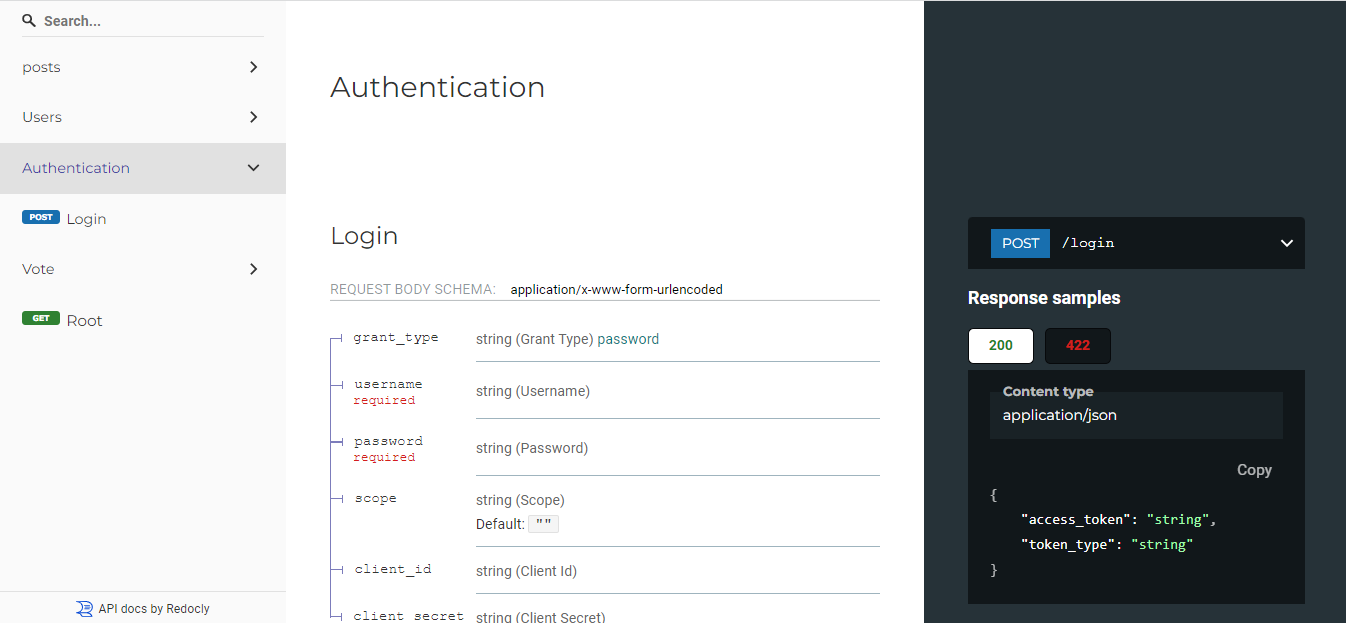 Search...
posts
Users
Authentication
POST Login
Vote
GET Root
API docs by Redocly
Authentication
Login
REQUEST BODY SCHEMA: application/x-www-form-urlencoded
grant_type string (Grant Type) password
username
required
string (Username)
password
required
string (Password)
scope string (Scope)
Default: ""
client_id string (Client Id)
client_secret string (Client Secret)
POST /login
Response samples
200 422
Content type
application/json
Copy
{
"access_token": "string",
"token_type": "string"
}